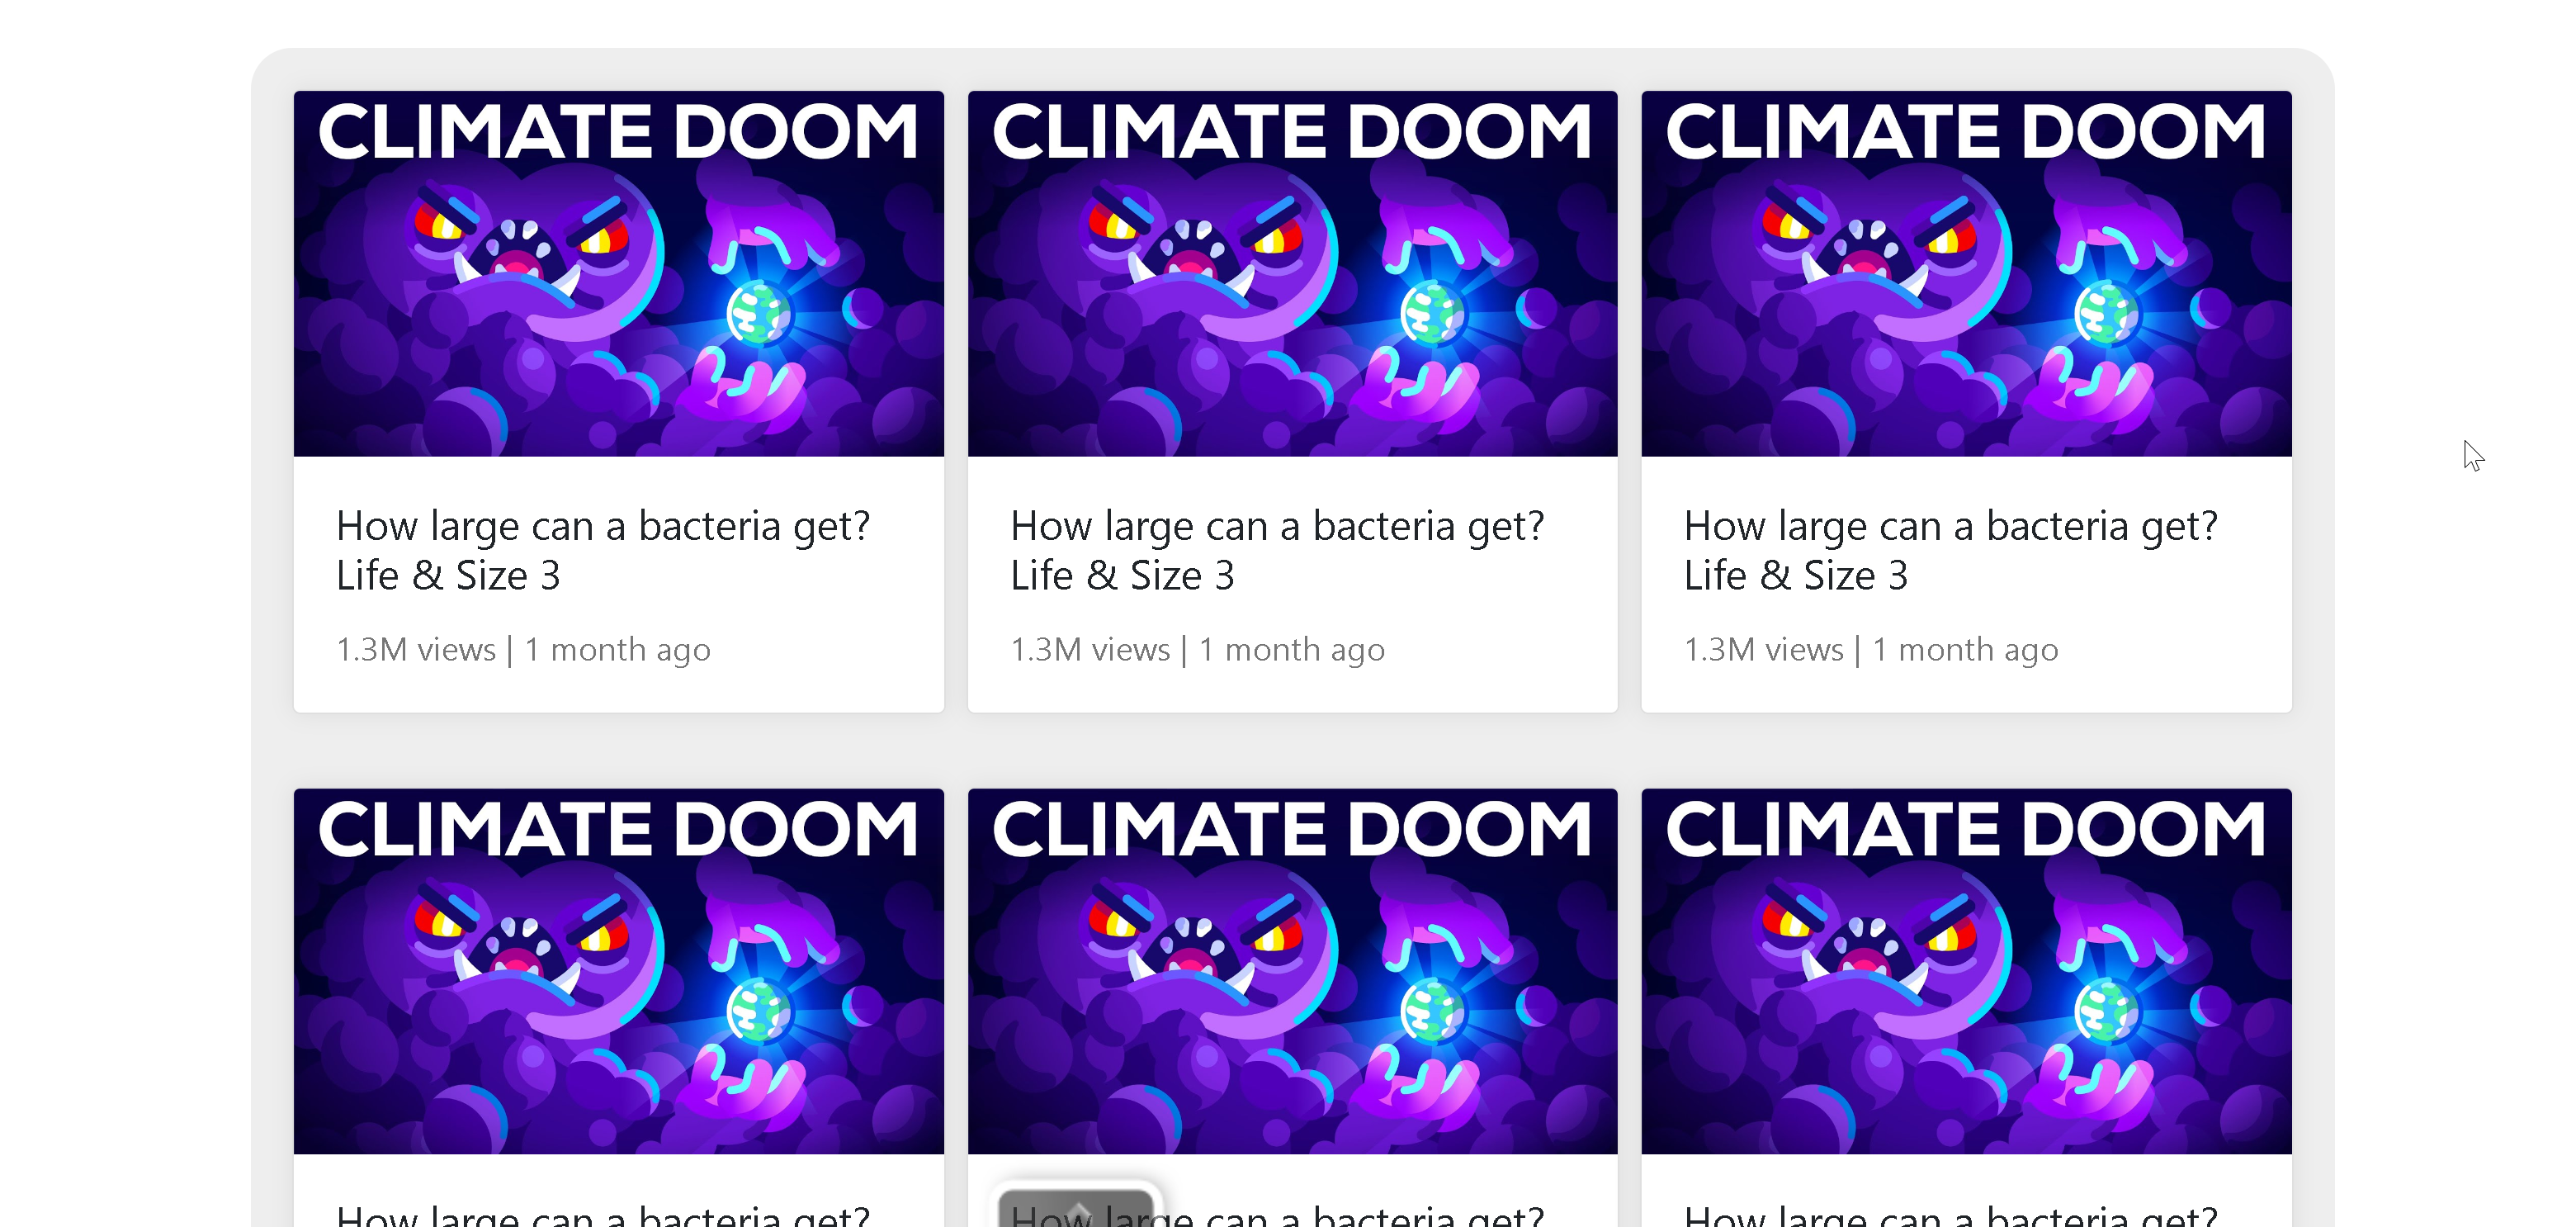 CLIMATE DOOM CLIMATE DOOM CLIMATE DOOM
How large can a bacteria get? How large can a bacteria get? How large can a bacteria get?
Life & Size 3 Life & Size 3 Life & Size 3
1.3M views | 1 month ago 1.3M views | 1 month ago 1.3M views | 1 month ago
CLIMATE DOOM CLIMATE DOOM CLIMATE DOOM
How large can a bacteria get? How large can a bacteria get? How large can a bacteria get?